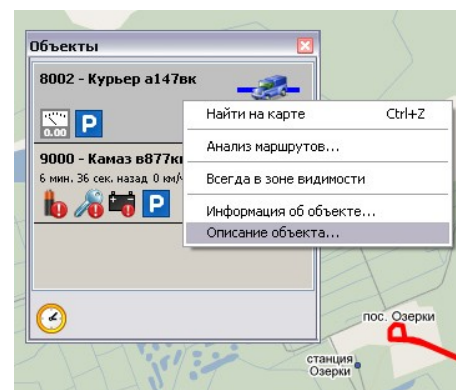 Объекты
8002 - Курьер а147вк
0.00 P
Найти на карте Ctrl+Z
Анализ маршрутов...
9000 - Камаз в877к
6 мин. 36 сек. назад 0 км/
Всегда в зоне видимости
P
Информация об объекте...
Описание объекта...
пос. Озерки
станция
Озерки